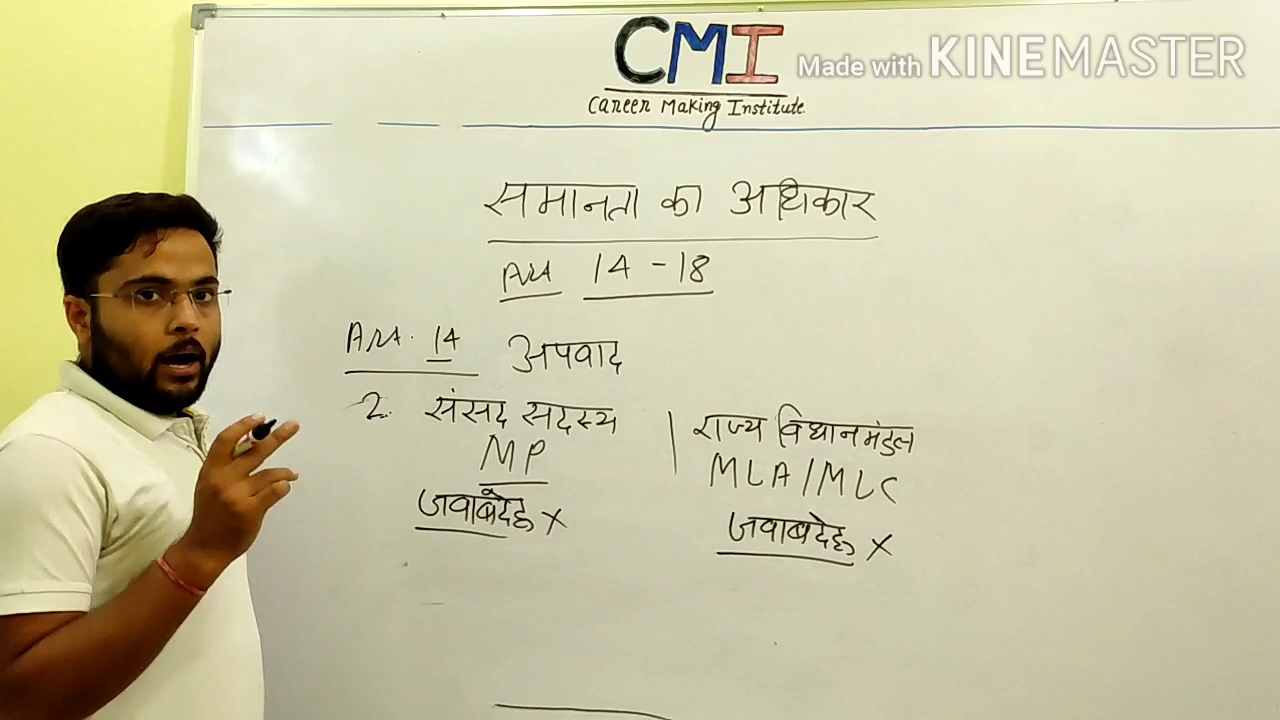 CMI
Made with KINEMASTER
Career Making Institute
समानता का अधिकार
Art 14 - 18
Art. 14 अपवाद
2. संसद सदस्य | राज्य विधानमंडल
MP MLA/MLC
जवाबदेह x जवाबदेह x